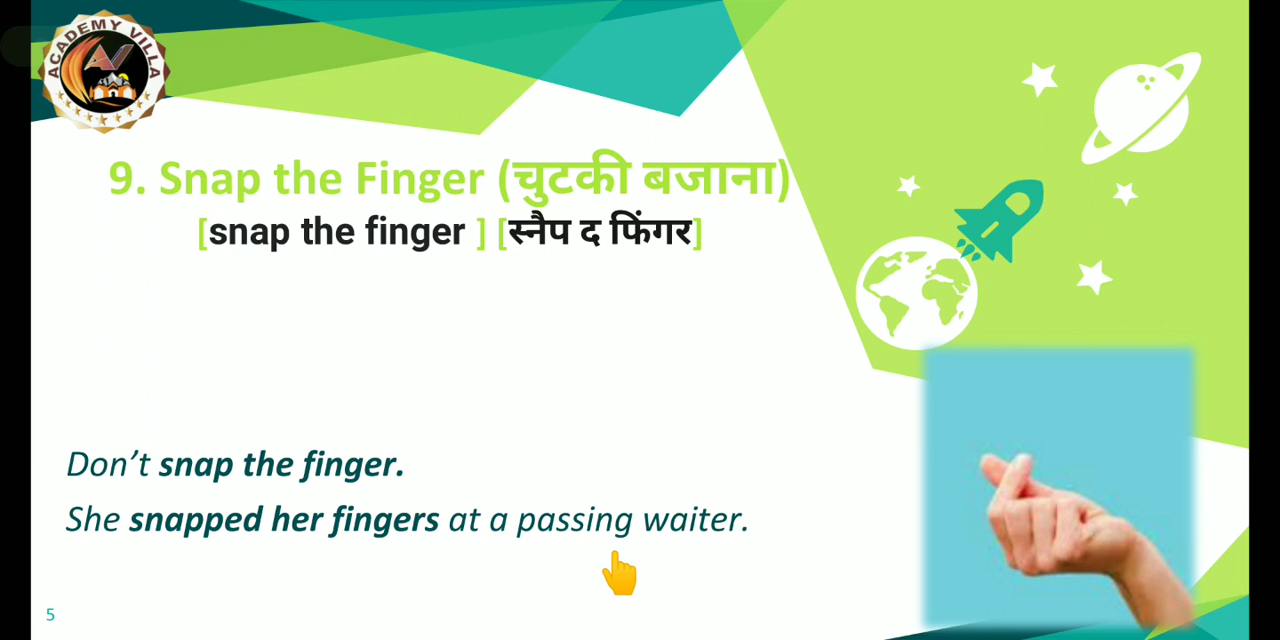 ACADEMY VILLA
AV
9. Snap the Finger (चुटकी बजाना)
[snap the finger ] [स्नैप द फिंगर]
Don’t snap the finger.
She snapped her fingers at a passing waiter.
5